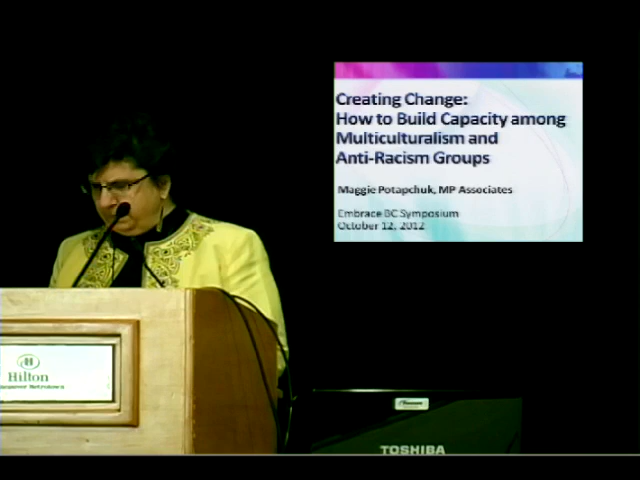 Creating Change:
How to Build Capacity among
Multiculturalism and
Anti-Racism Groups
Maggie Potapchuk, MP Associates
Embrace BC Symposium
October 12, 2012
H
Hilton
TOSHIBA